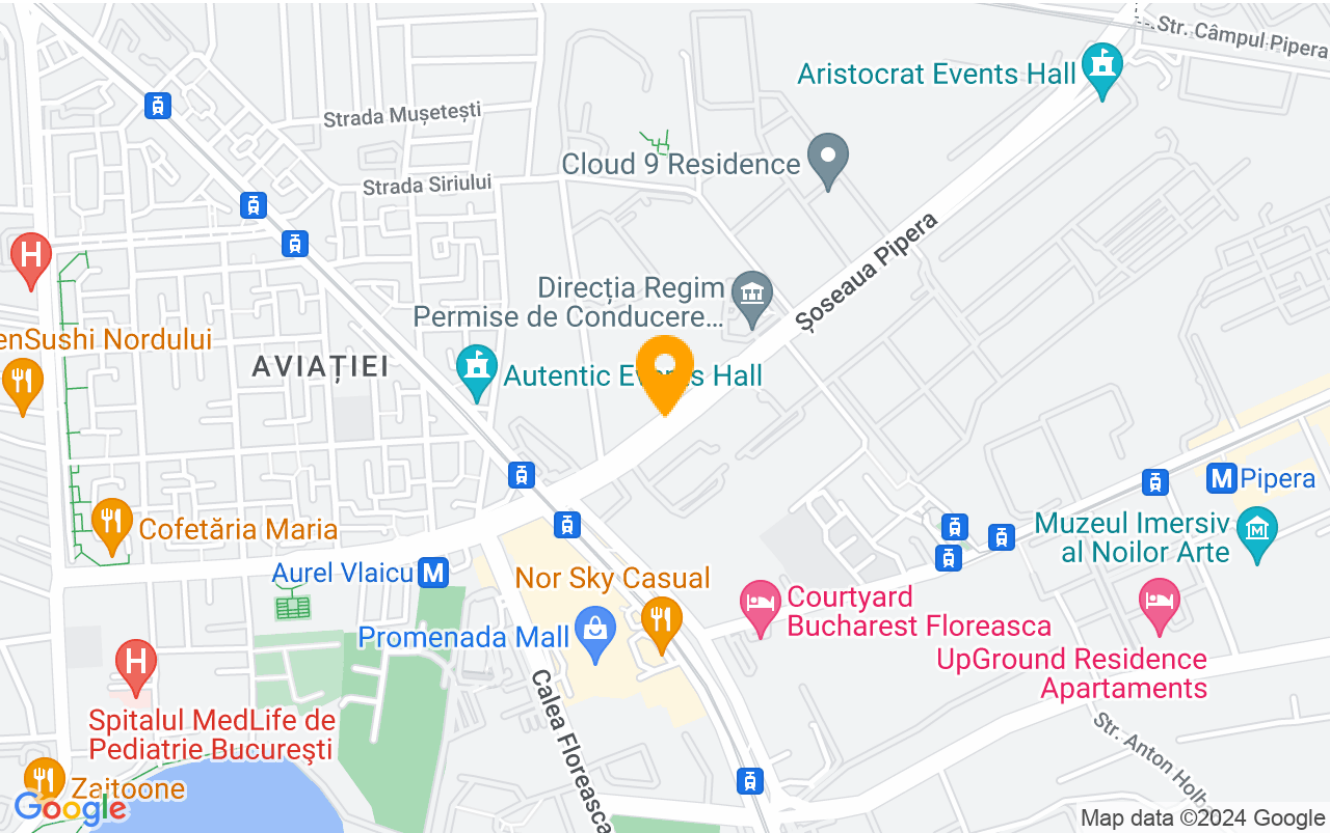 Str. Câmpul Pipera
Aristocrat Events Hall
Strada Mușetești
Cloud 9 Residence
Strada Siriului
H
Șoseaua Pipera
Direcția Regim
Permise de Conducere...
enSushi Nordului
AVIAȚIEI
Autentic Hall
M Pipera
Cofetăria Maria
Muzeul Imersiv
al Noilor Arte
M
Aurel Vlaicu M
Nor Sky Casual
Courtyard
Bucharest Floreasca
Promenada Mall
UpGround Residence
Apartaments
H
Calea Floreasca
Spitalul MedLife de
Pediatrie Bucureşti
Str. Anton Holb
Zaitoone
Google
Map data ©2024 Google